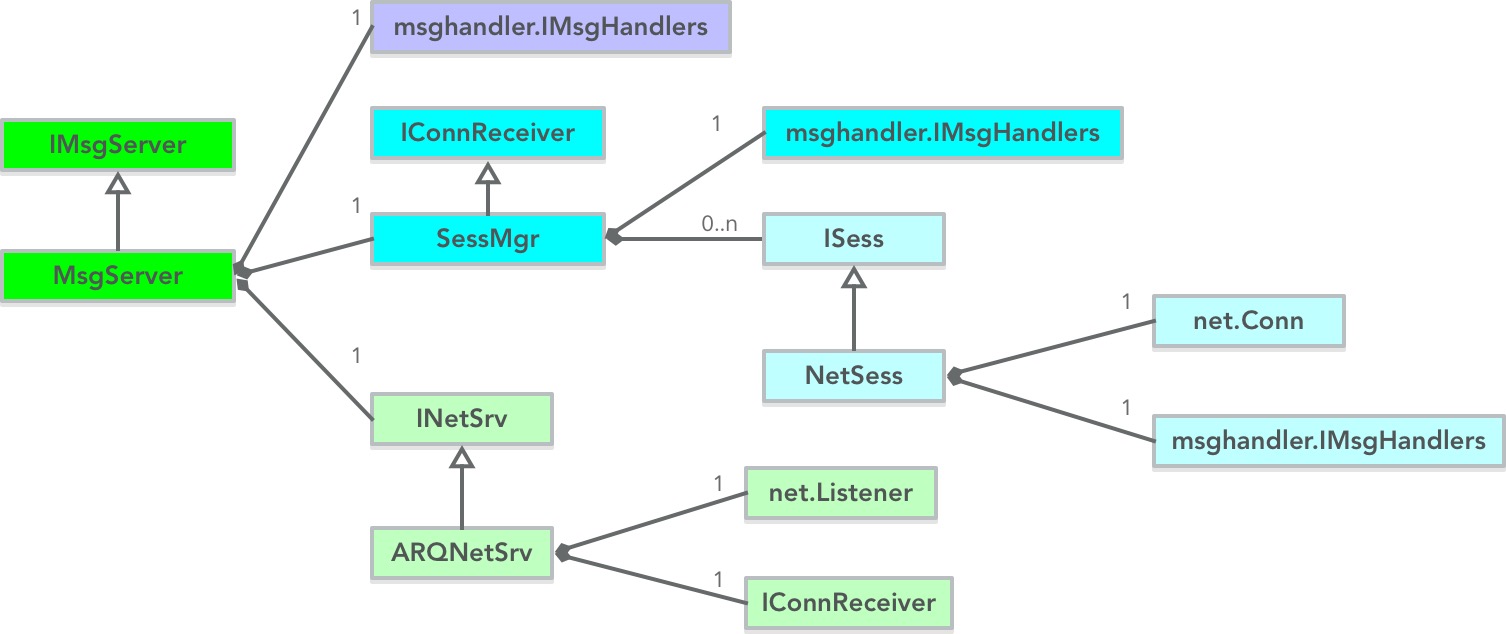 1
msghandler.IMsgHandlers
IMsgServer
IConnReceiver
1
msghandler.IMsgHandlers
MsgServer
1
SessMgr
0..n
ISess
1
net.Conn
NetSess
1
msghandler.IMsgHandlers
1
INetSrv
1
net.Listener
ARQNetSrv
1
IConnReceiver